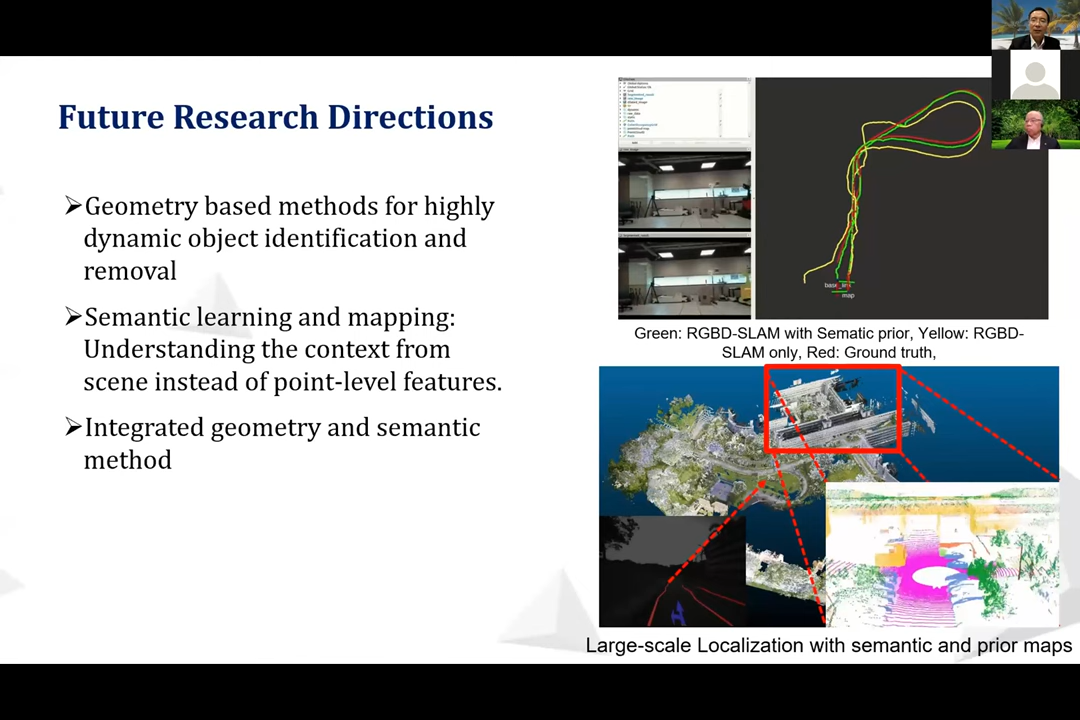 Future Research Directions
➢Geometry based methods for highly
dynamic object identification and
removal
➢Semantic learning and mapping:
Understanding the context from
scene instead of point-level features.
➢Integrated geometry and semantic
method
map
Green: RGBD-SLAM with Sematic prior, Yellow: RGBD-
SLAM only, Red: Ground truth,
Large-scale Localization with semantic and prior maps